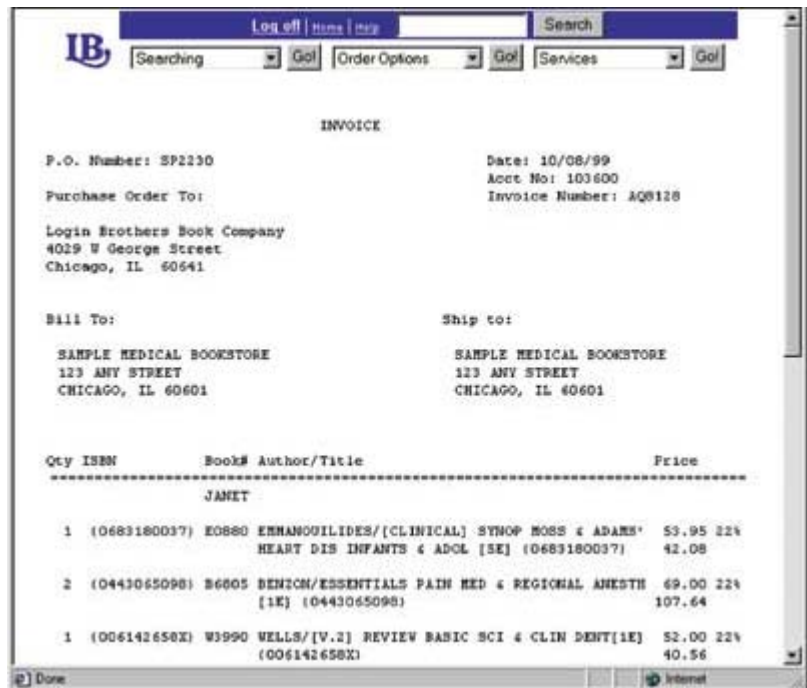 Log off | Home | Help Search
LB
Searching Go! Order Options Go! Services Go!
INVOICE
P.O. Number: SP2230 Date: 10/08/99
Acct No: 103600
Purchase Order To: Invoice Number: AQ8128
Login Brothers Book Company
4029 W George Street
Chicago, IL 60641
Bill To: Ship to:
SAMPLE MEDICAL BOOKSTORE SAMPLE MEDICAL BOOKSTORE
123 ANY STREET 123 ANY STREET
CHICAGO, IL 60601 CHICAGO, IL 60601
Qty ISBN Book# Author/Title Price
JANET
1 (0683180037) E0880 EMMANOUILIDES/[CLINICAL] SYNOP MOSS & ADAMS' 53.95 22%
HEART DIS INFANTS & ADOL [5E] (0683180037) 42.08
2 (0443065098) B6805 BENZON/ESSENTIALS PAIN MED & REGIONAL ANESTH 69.00 22%
[1E] (0443065098) 107.64
1 (006142658X) W3990 WELLS/[V.2] REVIEW BASIC SCI & CLIN DENT[1E] 52.00 22%
(006142658X) 40.56
Done Internet